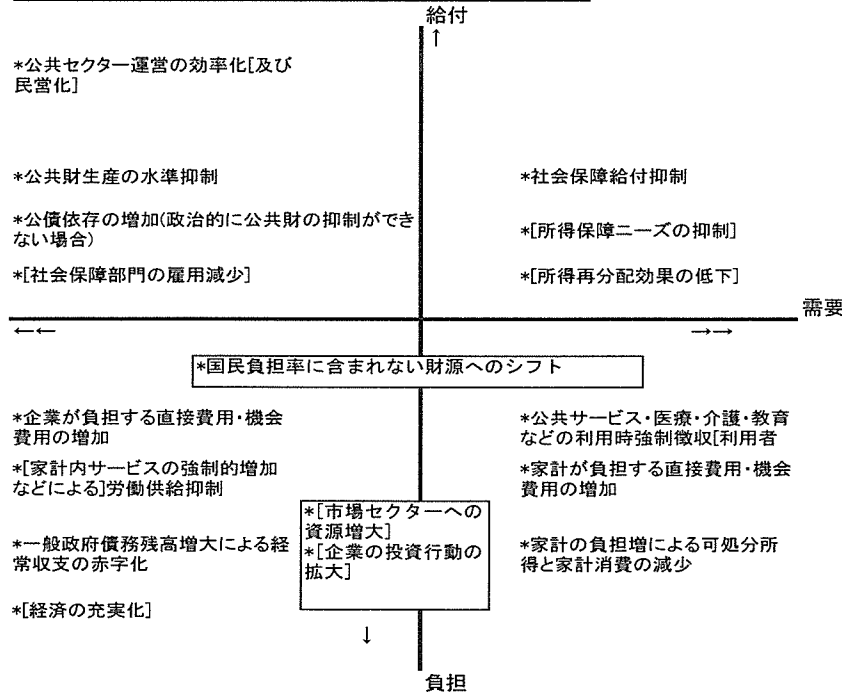 給付
↑
*公共セクター運営の効率化[及び
民営化]
*公共財生産の水準抑制
*公債依存の増加(政治的に公共財の抑制ができ
ない場合)
*[社会保障部門の雇用減少]
*社会保障給付抑制
*[所得保障ニーズの抑制]
*[所得再分配効果の低下]
需要
←←
→→
*国民負担率に含まれない財源へのシフト
*企業が負担する直接費用・機会
費用の増加
*[家計内サービスの強制的増加
などによる]労働供給抑制
*一般政府債務残高増大による経
常収支の赤字化
*[経済の充実化]
*[市場セクターへの
資源増大]
*[企業の投資行動の
拡大]
*公共サービス・医療・介護・教育
などの利用時強制徴収[利用者
*家計が負担する直接費用・機会
費用の増加
*家計の負担増による可処分所
得と家計消費の減少
↓
負担